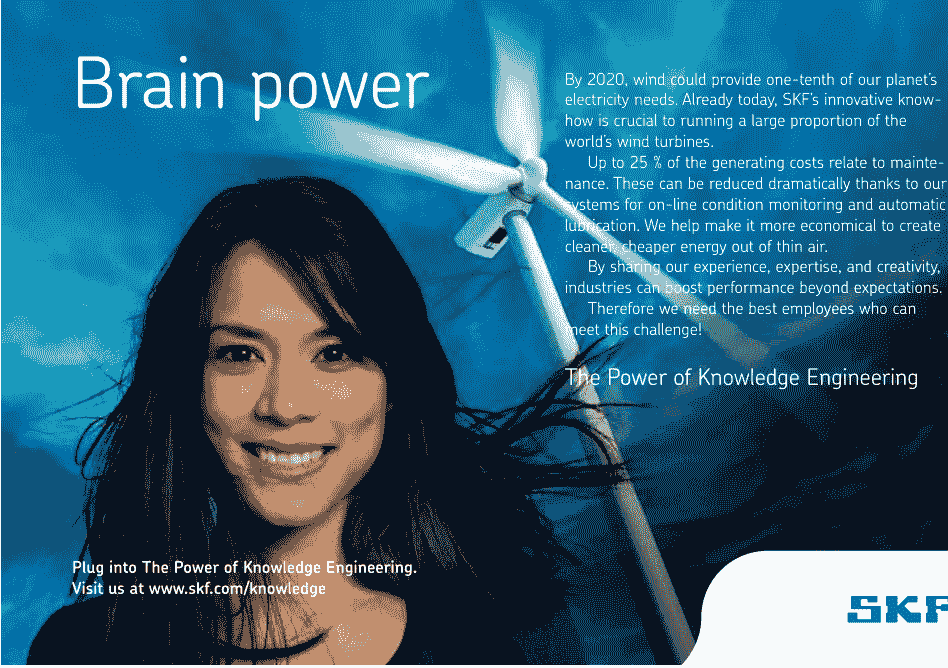 Brain power
By 2020, wind could provide one-tenth of our planet's
electricity needs. Already today, SKF's innovative know-
how is crucial to running a large proportion of the
world's wind turbines.
Up to 25 % of the generating costs relate to mainte-
nance. These can be reduced dramatically thanks to our
systems for on-line condition monitoring and automatic
lubrication. We help make it more economical to create
cleaner, cheaper energy out of thin air.
By sharing our experience, expertise, and creativity,
industries can boost performance beyond expectations.
Therefore we need the best employees who can
meet this challenge!
The Power of Knowledge Engineering
Plug into The Power of Knowledge Engineering.
Visit us at www.skf.com/knowledge
SKF